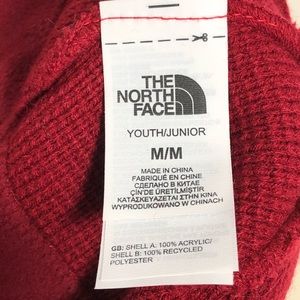 THE
NORTH
FACE
YOUTH/JUNIOR
M/M
MADE IN CHINA
FABRIQUÉ EN CHINE
СДЕЛАНО В КИТАЕ
ÇİN'DE ÜRETİLMİŞTİR
ΚΑΤΑΣΚΕΥΑΖΕΤΑΙ ΣΤΗΝ ΚΙΝΑ
WYPRODUKOWANO W CHINACH
GB: SHELL A: 100% ACRYLIC/
SHELL B: 100% RECYCLED
POLYESTER